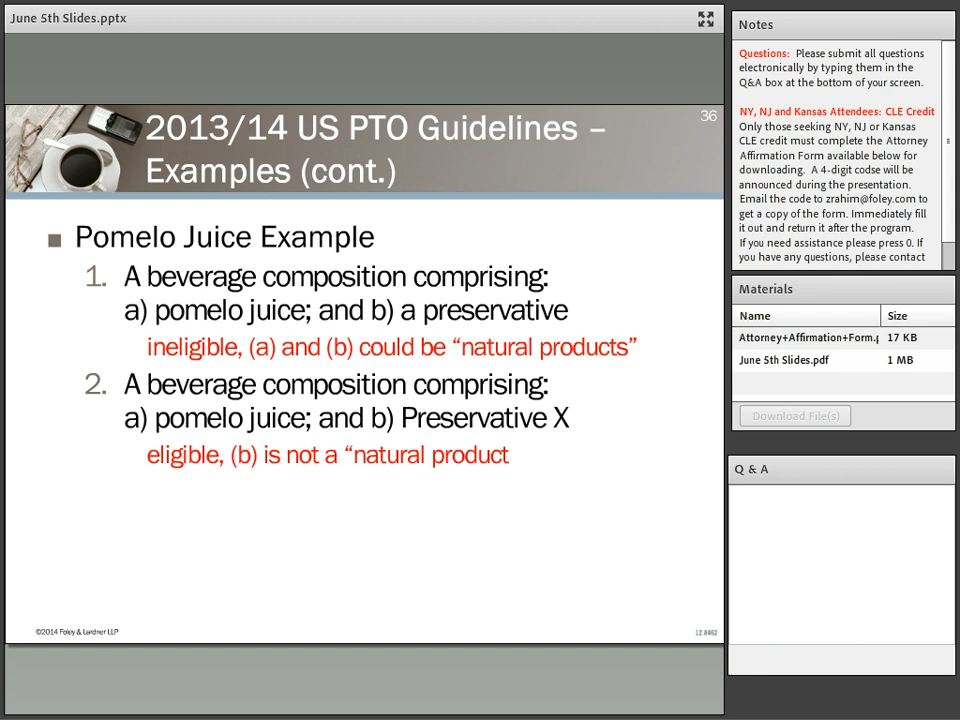 June 5th Slides.pptx
36
2013/14 US PTO Guidelines –
Examples (cont.)
■ Pomelo Juice Example
1. A beverage composition comprising:
a) pomelo juice; and b) a preservative
ineligible, (a) and (b) could be “natural products”
2. A beverage composition comprising:
a) pomelo juice; and b) Preservative X
eligible, (b) is not a “natural product
©2014 Foley & Lardner LLP
12.8462
Notes
Questions: Please submit all questions
electronically by typing them in the
Q&A box at the bottom of your screen.
NY, NJ and Kansas Attendees: CLE Credit
Only those seeking NY, NJ or Kansas
CLE credit must complete the Attorney
Affirmation Form available below for
downloading. A 4-digit codse will be
announced during the presentation.
Email the code to zrahim@foley.com to
get a copy of the form. Immediately fill
it out and return it after the program.
If you need assistance please press 0. If
you have any questions, please contact
Materials
Name Size
Attorney+Affirmation+Form.p 17 KB
June 5th Slides.pdf 1 MB
Download File(s)
Q & A